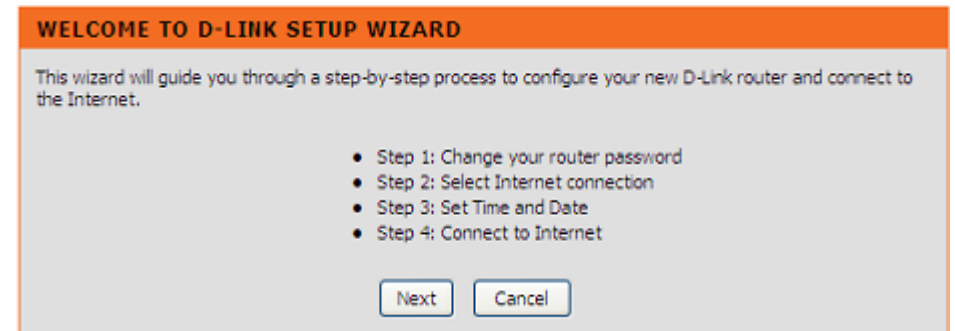 WELCOME TO D-LINK SETUP WIZARD
This wizard will guide you through a step-by-step process to configure your new D-Link router and connect to
the Internet.
• Step 1: Change your router password
• Step 2: Select Internet connection
• Step 3: Set Time and Date
• Step 4: Connect to Internet
Next Cancel